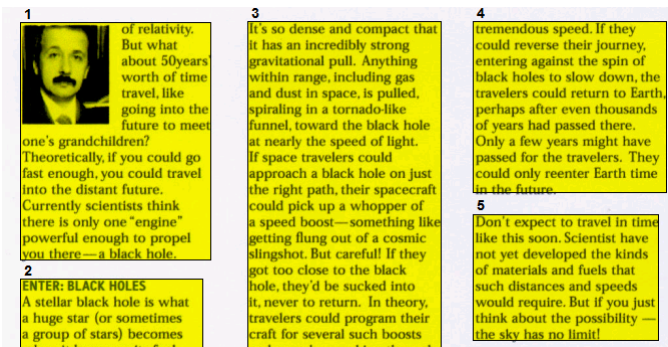 1
of relativity.
But what
about 50years'
worth of time
travel, like
going into the
future to meet
one's grandchildren?
Theoretically, if you could go
fast enough, you could travel
into the distant future.
Currently scientists think
there is only one "engine"
powerful enough to propel
you there—a black hole.
2
ENTER: BLACK HOLES
A stellar black hole is what
a huge star (or sometimes
a group of stars) becomes
3
It's so dense and compact that
it has an incredibly strong
gravitational pull. Anything
within range, including gas
and dust in space, is pulled,
spiraling in a tornado-like
funnel, toward the black hole
at nearly the speed of light.
If space travelers could
approach a black hole on just
the right path, their spacecraft
could pick up a whopper of
a speed boost—something like
getting flung out of a cosmic
slingshot. But careful! If they
got too close to the black
hole, they'd be sucked into
it, never to return. In theory,
travelers could program their
craft for several such boosts
4
tremendous speed. If they
could reverse their journey,
entering against the spin of
black holes to slow down, the
travelers could return to Earth,
perhaps after even thousands
of years had passed there.
Only a few years might have
passed for the travelers. They
could only reenter Earth time
in the future.
5
Don't expect to travel in time
like this soon. Scientist have
not yet developed the kinds
of materials and fuels that
such distances and speeds
would require. But if you just
think about the possibility —
the sky has no limit!